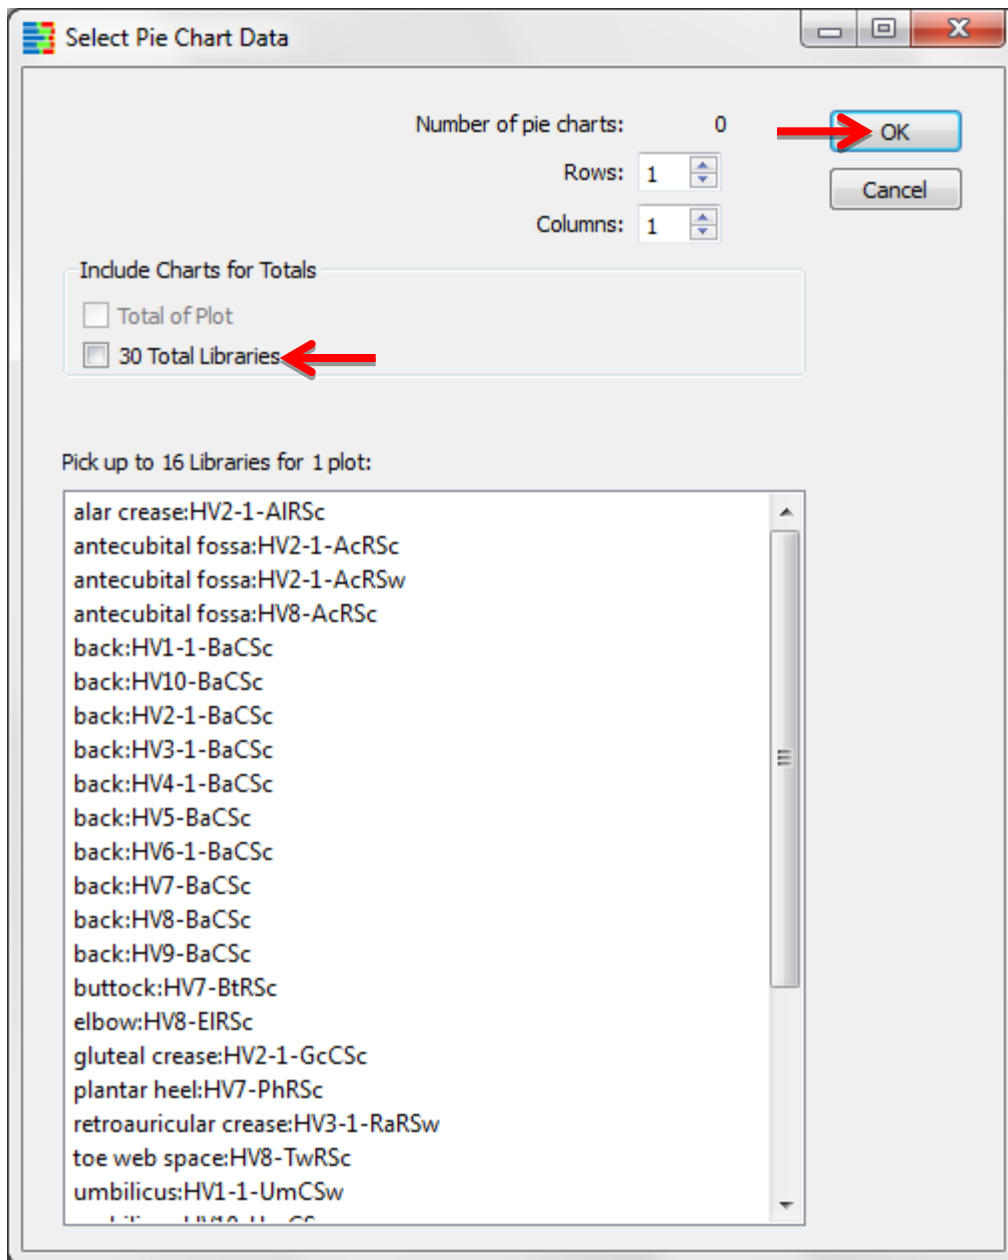 Select Pie Chart Data
Number of pie charts: 0
OK
Rows: 1
Cancel
Columns: 1
Include Charts for Totals
Total of Plot
30 Total Libraries
Pick up to 16 Libraries for 1 plot:
alar crease:HV2-1-AlRSc
antecubital fossa:HV2-1-AcRSc
antecubital fossa:HV2-1-AcRSw
antecubital fossa:HV8-AcRSc
back:HV1-1-BaCSc
back:HV10-BaCSc
back:HV2-1-BaCSc
back:HV3-1-BaCSc
back:HV4-1-BaCSc
back:HV5-BaCSc
back:HV6-1-BaCSc
back:HV7-BaCSc
back:HV8-BaCSc
back:HV9-BaCSc
buttock:HV7-BtRSc
elbow:HV8-ElRSc
gluteal crease:HV2-1-GcCSc
plantar heel:HV7-PhRSc
retroauricular crease:HV3-1-RaRSw
toe web space:HV8-TwRSc
umbilicus:HV1-1-UmCSw